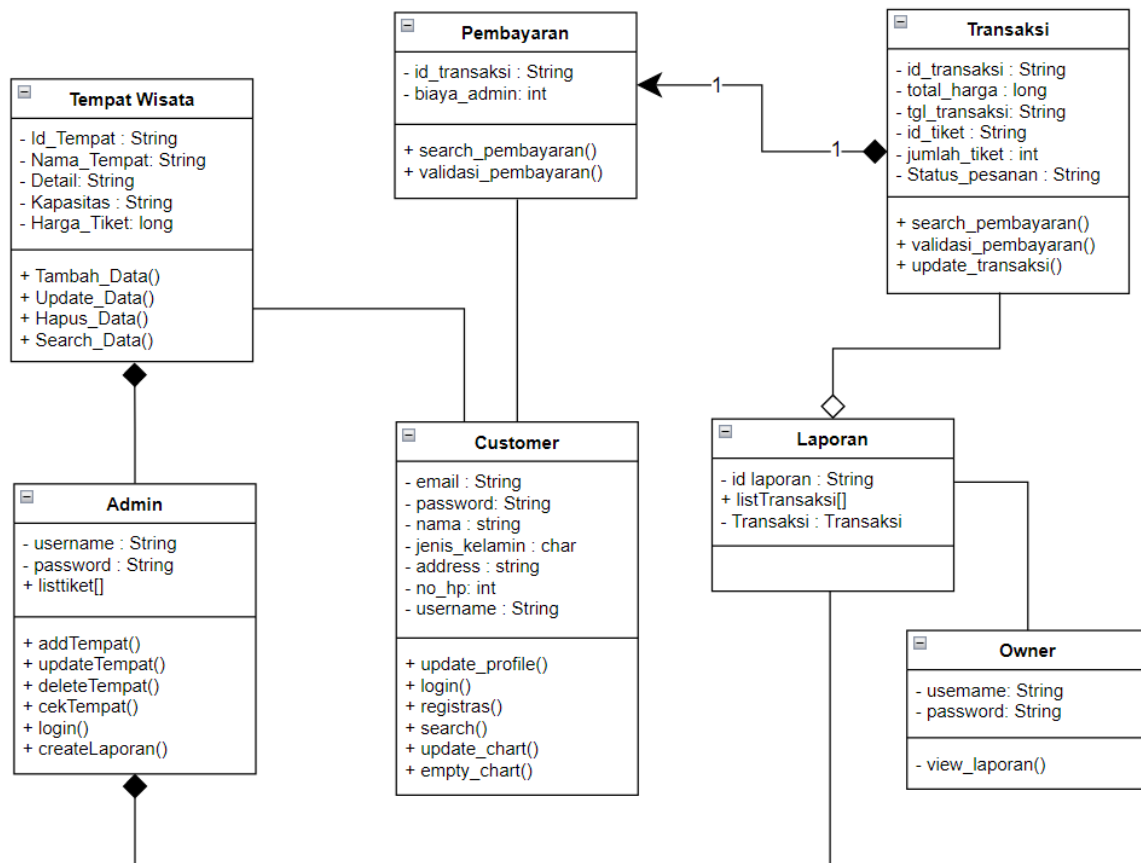 Tempat Wisata
- Id_Tempat : String
- Nama_Tempat: String
- Detail: String
- Kapasitas : String
- Harga_Tiket: long
+ Tambah_Data()
+ Update_Data()
+ Hapus_Data()
+ Search_Data()
Pembayaran
- id_transaksi : String
- biaya_admin: int
+ search_pembayaran()
+ validasi_pembayaran()
1
1
Transaksi
- id_transaksi : String
- total_harga : long
- tgl_transaksi: String
- id_tiket : String
- jumlah_tiket : int
- Status_pesanan : String
+ search_pembayaran()
+ validasi_pembayaran()
+ update_transaksi()
Admin
- username : String
- password : String
+ listtiket[]
+ addTempat()
+ updateTempat()
+ deleteTempat()
+ cekTempat()
+ login()
+ createLaporan()
Customer
- email : String
- password: String
- nama : string
- jenis_kelamin : char
- address : string
- no_hp: int
- username : String
+ update_profile()
+ login()
+ registras()
+ search()
+ update_chart()
+ empty_chart()
Laporan
- id laporan : String
+ listTransaksi[]
- Transaksi : Transaksi
Owner
- usemame: String
- password: String
- view_laporan()